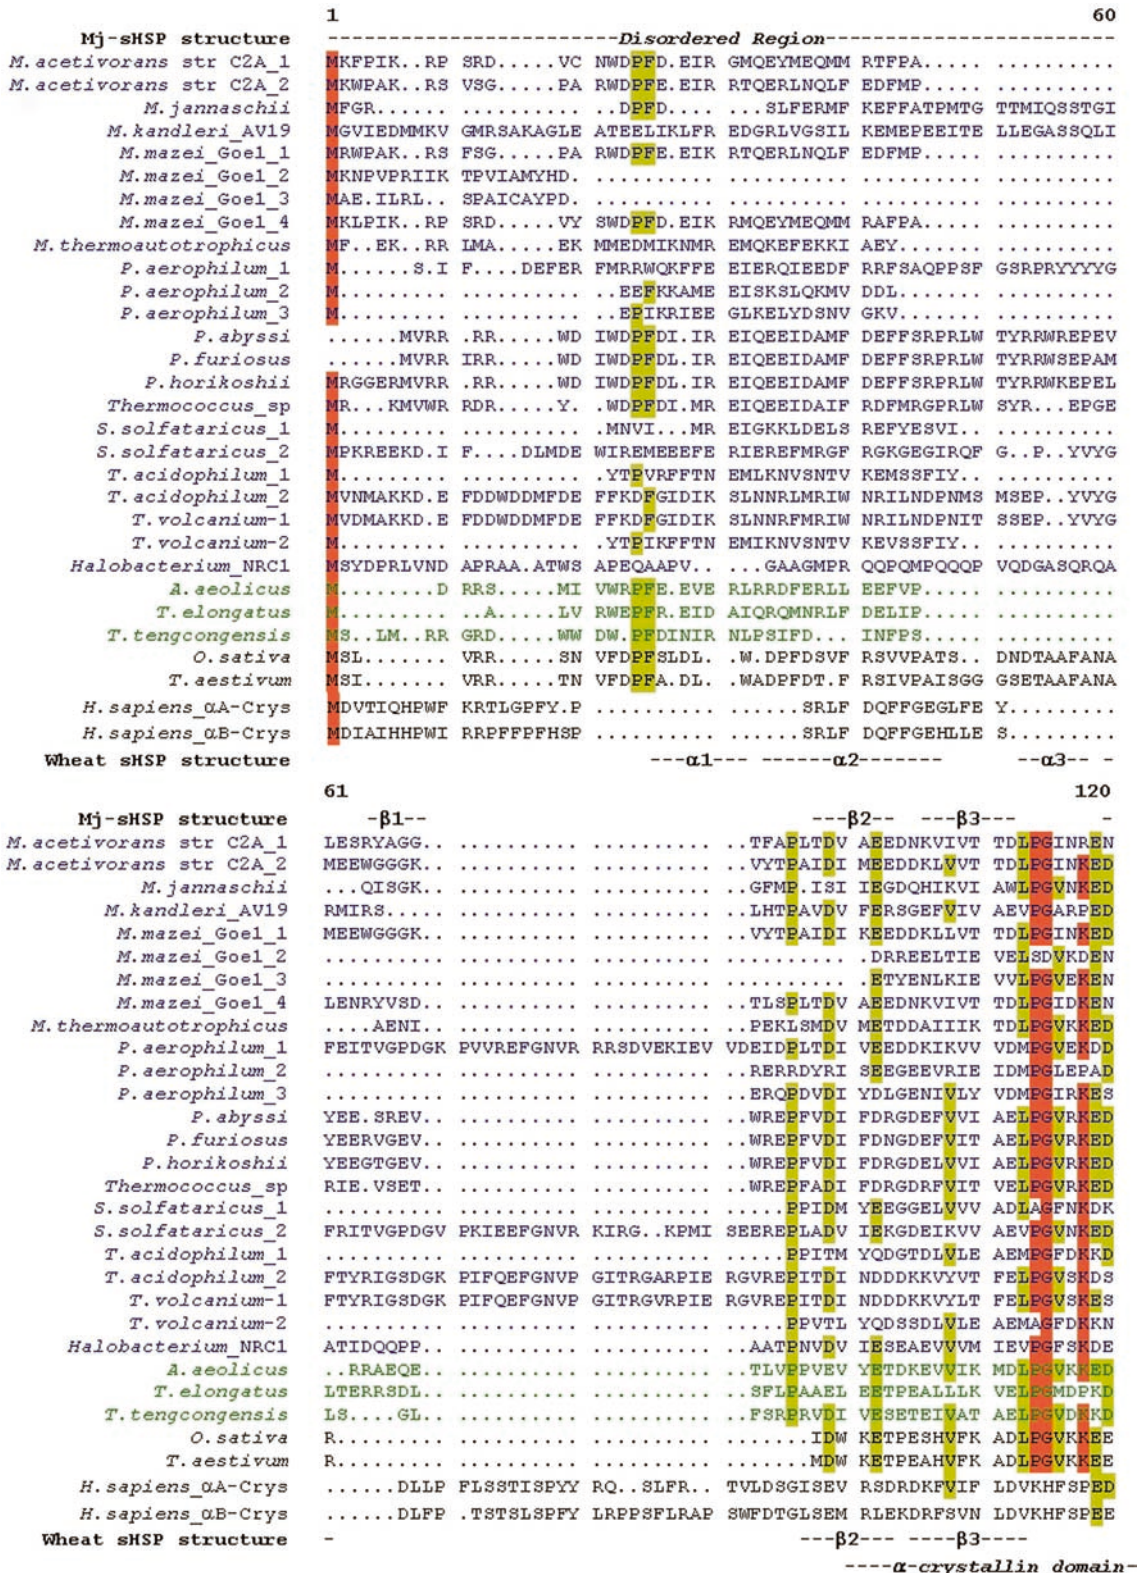 1 60
Mj-sHSP structure ----------------------Disordered Region----------------------
M.acetivorans str C2A_1 MKFPIK..RP SRD.....VC NWDPFD.EIR GMQEYMEQMM RTFPA..... ..........
M.acetivorans str C2A_2 MKWPAK..RS VSG.....PA RWDPFE.EIR RTQERLNQLF EDFMP..... ..........
M.jannaschii MFGR...... .......... ..DPFD.... ..SLFERMF KEFFATPMTG TTMIQSSTGI
M.kandleri_AV19 MGVIEDMMKV GMRSAKAGLE ATEELIKLFR EDGRLVGSIL KEMEPEEITE LLEGASSQLI
M.mazei_Goe1_1 MRWPAK..RS FSG.....PA RWDPFE.EIK RTQERLNQLF EDFMP..... ..........
M.mazei_Goe1_2 MKNPVPRIIK TPVIAMYHD. .......... .......... .......... ..........
M.mazei_Goe1_3 MAE.ILRL.. SPAICAYPD. .......... .......... .......... ..........
M.mazei_Goe1_4 MKLPIK..RP SRD.....VY SWDPFD.EIK RMQEYMEQMM RAFPA..... ..........
M.thermoautotrophicus MF..EK..RR LMA.....EK MMEDMIKNMR EMQKEFEKKI AEY....... ..........
P.aerophilum_1 M......S.I F....DEFER FMRRWQKFFE EIERQIEEDF RRFSAQPPSF GSRPRYYYYG
P.aerophilum_2 M......... .......... ..EEFKKAME EISKSLQKMV DDL....... ..........
P.aerophilum_3 M......... .......... ..EPIKRIEE GLKELYDSNV GKV....... ..........
P.abyssi ......MVRR .RR.....WD IWDPFDI.IR EIQEEIDAMF DEFFSRPRLW TYRRWREPEV
P.furiosus ......MVRR IRR.....WD IWDPFDL.IR EIQEEIDAMF DEFFSRPRLW TYRRWSEPAM
P.horikoshii MRGGERMVRR .RR.....WD IWDPFDL.IR EIQEEIDAMF DEFFSRPRLW TYRRWKEPEL
Thermococcus_sp MR...KMVWR RDR.....Y. .WDPFDI.MR EIQEEIDAIF RDFMRGPRLW SYR...EPGE
S.solfataricus_1 M......... .......... .MNVI...MR EIGKKLDELS REFYESVI.. ..........
S.solfataricus_2 MPKREEKD.I F....DLMDE WIREMEEEFE RIEREFMRGF RGKGEGIRQF G..P..YVYG
T.acidophilum_1 M......... .......... .YTPVRFFTN EMLKNVSNTV KEMSSFIY.. ..........
T.acidophilum_2 MVNMAKKD.E FDDWDDMFDE FFKDFGIDIK SLNNRLMRIW NRILNDPNMS MSEP..YVYG
T.volcanium-1 MVDMAKKD.E FDDWDDMFDE FFKDFGIDIK SLNNRFMRIW NRILNDPNIT SSEP..YVYG
T.volcanium-2 M......... .......... .YTPIKFFTN EMIKNVSNTV KEVSSFIY.. ..........
Halobacterium_NRC1 MSYDPRLVND APRAA.ATWS APEQAAPV.. ..GAAGMPR QQPQMPQQQP VQDGASQRQA
A.aeolicus M........D RRS.....MI VWRPFE.EVE RLRRDFERLL EEFVP..... ..........
T.elongatus M......... ..A.....LV RWEPFR.EID AIQRQMNRLF DELIP..... ..........
T.tengcongensis MS..LM..RR GRD.....WW DW.PFDINIR NLPSIFD... INFPS..... ..........
O.sativa MSL....... VRR.....SN VFDPFSLDL. .W.DPFDSVF RSVVPATS.. DNDTAAFANA
T.aestivum MSI....... VRR.....TN VFDPFA.DL. .WADPFDT.F RSIVPAISGG GSETAAFANA
H.sapiens_αA-Crys MDVTIQHPWF KRTLGPFY.P .......... ......SRLF DQFFGEGLFE Y.........
H.sapiens_αB-Crys MDIAIHHPWI RRPFFPFHSP .......... ......SRLF DQFFGEHLLE S.........
Wheat sHSP structure ---α1--- ------α2------- ---α3-- -
61 120
Mj-sHSP structure -β1-- ---β2--- ---β3--- -
M.acetivorans str C2A_1 LESRYAGG.. .......... .......... ...TFAPLTDV AEEDNKVIVT TDLPGINREN
M.acetivorans str C2A_2 MEEWGGGK.. .......... .......... ...VYTPAIDI MEEDDKLVVT TDLPGINKED
M.jannaschii ...QISGK.. .......... .......... ...GFMP.ISI IEGDQHIKVI AWLPGVNKED
M.kandleri_AV19 RMIRS..... .......... .......... ...LHTPAVDV FERSGEFVIV AEVPGARPED
M.mazei_Goe1_1 MEEWGGGK.. .......... .......... ...VYTPAIDI KEEDDKLLVT TDLPGINKED
M.mazei_Goe1_2 .......... .......... .......... .......... .DRREELTIE VELSDVKDEN
M.mazei_Goe1_3 .......... .......... .......... .......... .ETYENLKIE VVLPGVEKEN
M.mazei_Goe1_4 LENRYVSD.. .......... .......... ...TLSPLTDV AEEDNKVIVT TDLPGIDKEN
M.thermoautotrophicus ....AENI.. .......... .......... ...PEKLSMDV METDDAIIIK TDLPGVKKED
P.aerophilum_1 FEITVGPDGK PVVREFGNVR RRSDVEKIEV VDEIDPLTDI VEEDDKIKVV VDMPGVEKDD
P.aerophilum_2 .......... .......... .......... ...RERRDYRI SEEGEEVRIE IDMPGLEPAD
P.aerophilum_3 .......... .......... .......... ...ERQPDVDI YDLGENIVLY VDMPGIRKES
P.abyssi YEE.SREV.. .......... .......... ...WREPFVDI FDRGDEFVVI AELPGVRKED
P.furiosus YEERVGEV.. .......... .......... ...WREPFVDI FDNGDEFVIT AELPGVRKED
P.horikoshii YEEGTGEV.. .......... .......... ...WREPFVDI FDRGDELVVI AELPGVRKED
Thermococcus_sp RIE.VSET.. .......... .......... ...WREPFADI FDRGDRFVIT VELPGVRKED
S.solfataricus_1 .......... .......... .......... .....PPIDM YEEGGELVVV ADLAGFNKDK
S.solfataricus_2 FRITVGPDGV PKIEEFGNVR KIRG..KPMI SEEREPLADV IEKGDEIKVV AEVPGVNKED
T.acidophilum_1 .......... .......... .......... .....PPITM YQDGTDLVLE AEMPGFDKKD
T.acidophilum_2 FTYRIGSDGK PIFQEFGNVP GITRGARPIE RGVREPITDI NDDDKKVYVT FELPGVSKDS
T.volcanium-1 FTYRIGSDGK PIFQEFGNVP GITRGVRPIE RGVREPITDI NDDDKKVYLT FELPGVSKES
T.volcanium-2 .......... .......... .......... .....PPVTL YQDSSDLVLE AEMAGFDKKN
Halobacterium_NRC1 ATIDQQPP.. .......... .......... ...AATPNVDV IESEAEVVVM IEVPGFSKDE
A.aeolicus ..RRAEQE.. .......... .......... ...TLVPPVEV YETDKEVVIK MDLPGVKKED
T.elongatus LTERRSDL.. .......... .......... ...SFLPAAEL EETPEALLLK VELPGMDPKD
T.tengcongensis LS....GL.. .......... .......... ...FSRPRVDI VESETEIVAT AELPGVDKKD
O.sativa R......... .......... .......... .......IDW KETPESHVFK ADLPGVKKEE
T.aestivum R......... .......... .......... .......MDW KETPEAHVFK ADLPGVKKEE
H.sapiens_αA-Crys ......DLLP FLSSTISPYY RQ..SLFR.. TVLDSGISEV RSDRDKFVIF LDVKHFSPED
H.sapiens_αB-Crys ......DLFP .TSTSLSPFY LRPPSFLRAP SWFDTGLSEM RLEKDRFSVN LDVKHFSPEE
Wheat sHSP structure - ---β2--- ---β3---
----α-crystallin domain-